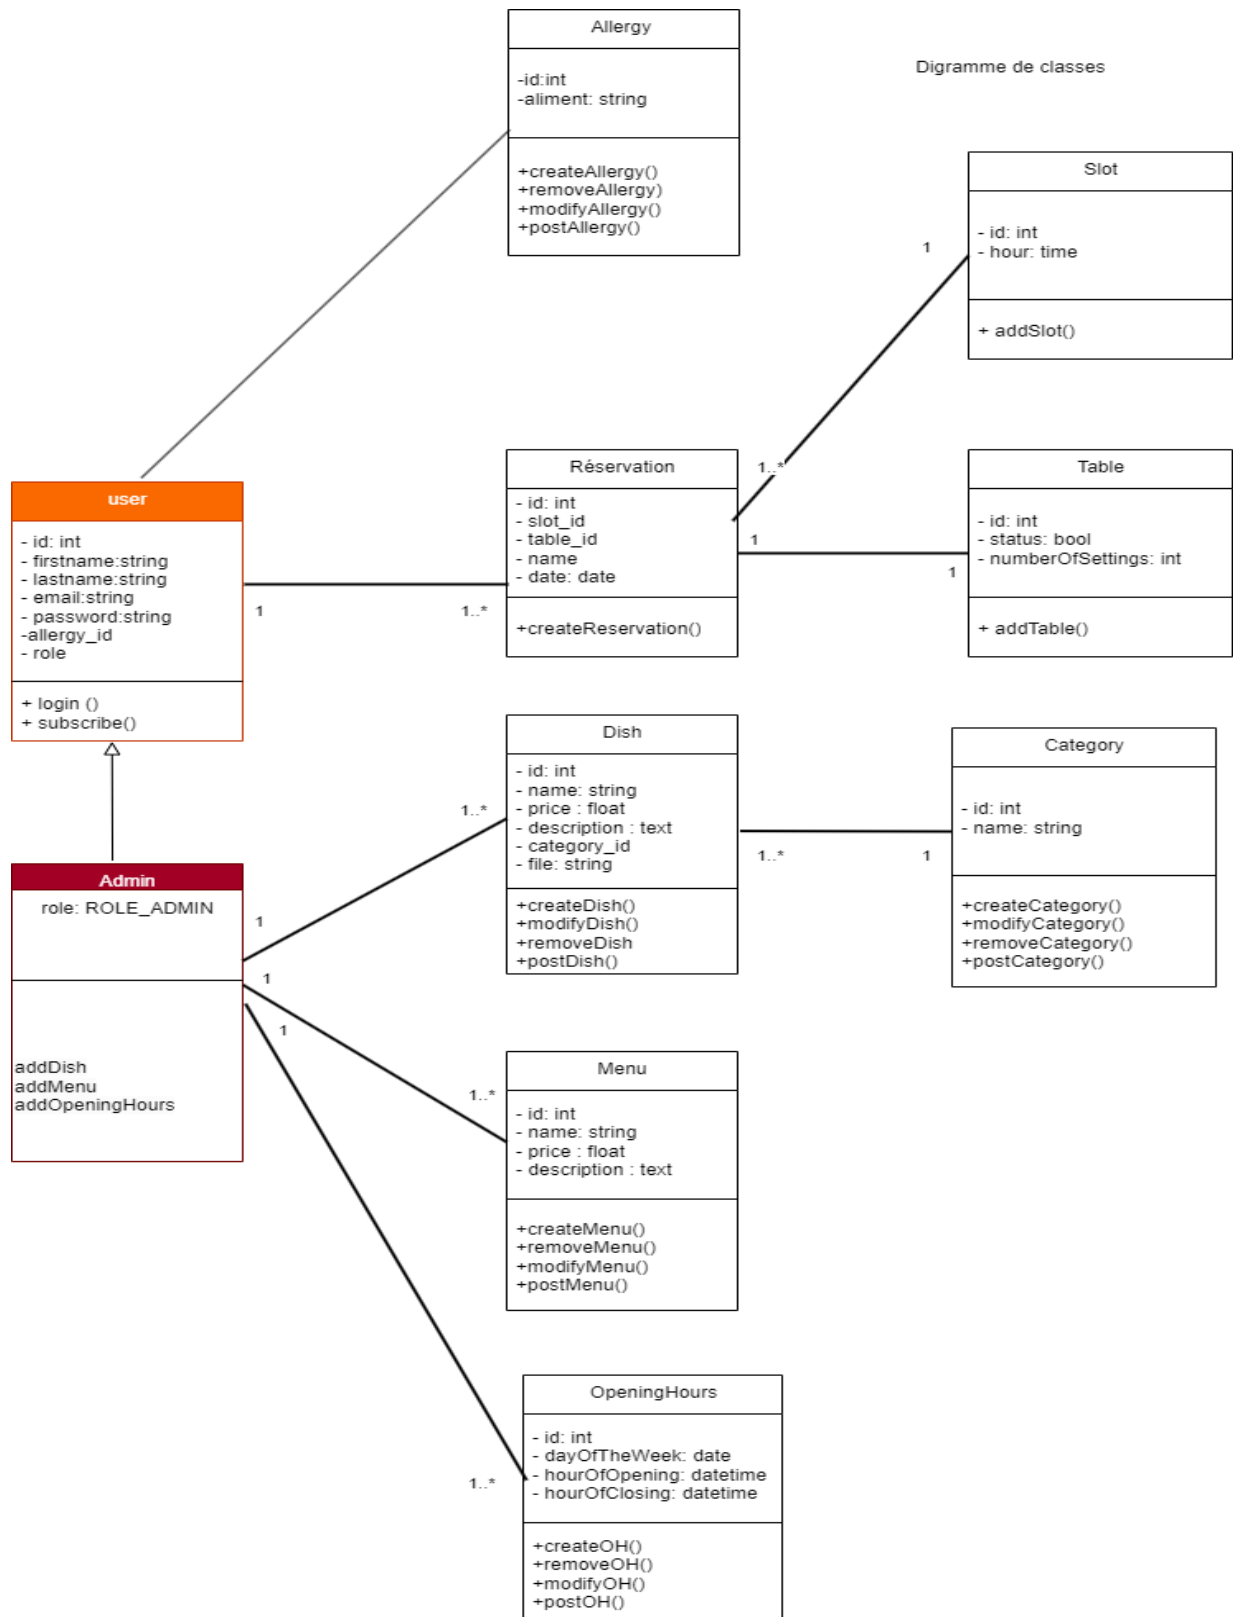 Allergy
-id:int
-aliment: string
+createAllergy()
+removeAllergy)
+modifyAllergy()
+postAllergy()
Digramme de classes
Slot
- id: int
- hour: time
+ addSlot()
1
1..*
user
- id: int
- firstname:string
- lastname:string
- email:string
- password:string
-allergy_id
- role
+ login ()
+ subscribe()
1
1..*
Réservation
- id: int
- slot_id
- table_id
- name
- date: date
+createReservation()
1
1
Table
- id: int
- status: bool
- numberOfSettings: int
+ addTable()
Admin
role: ROLE_ADMIN
addDish
addMenu
addOpeningHours
1
1..*
Dish
- id: int
- name: string
- price : float
- description : text
- category_id
- file: string
+createDish()
+modifyDish()
+removeDish
+postDish()
1..*
1
Category
- id: int
- name: string
+createCategory()
+modifyCategory()
+removeCategory()
+postCategory()
1
1..*
Menu
- id: int
- name: string
- price : float
- description : text
+createMenu()
+removeMenu()
+modifyMenu()
+postMenu()
1
1..*
OpeningHours
- id: int
- dayOfTheWeek: date
- hourOfOpening: datetime
- hourOfClosing: datetime
+createOH()
+removeOH()
+modifyOH()
+postOH()